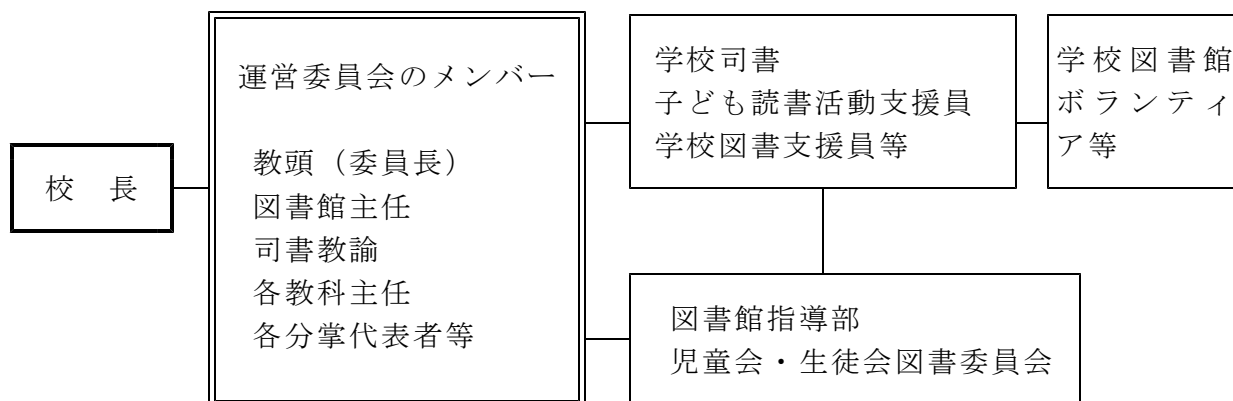 校　長
運営委員会のメンバー
教頭（委員長）
図書館主任
司書教諭
各教科主任
各分掌代表者等
学校司書
子ども読書活動支援員
学校図書支援員等
学校図書館
ボランティ
ア等
図書館指導部
児童会・生徒会図書委員会